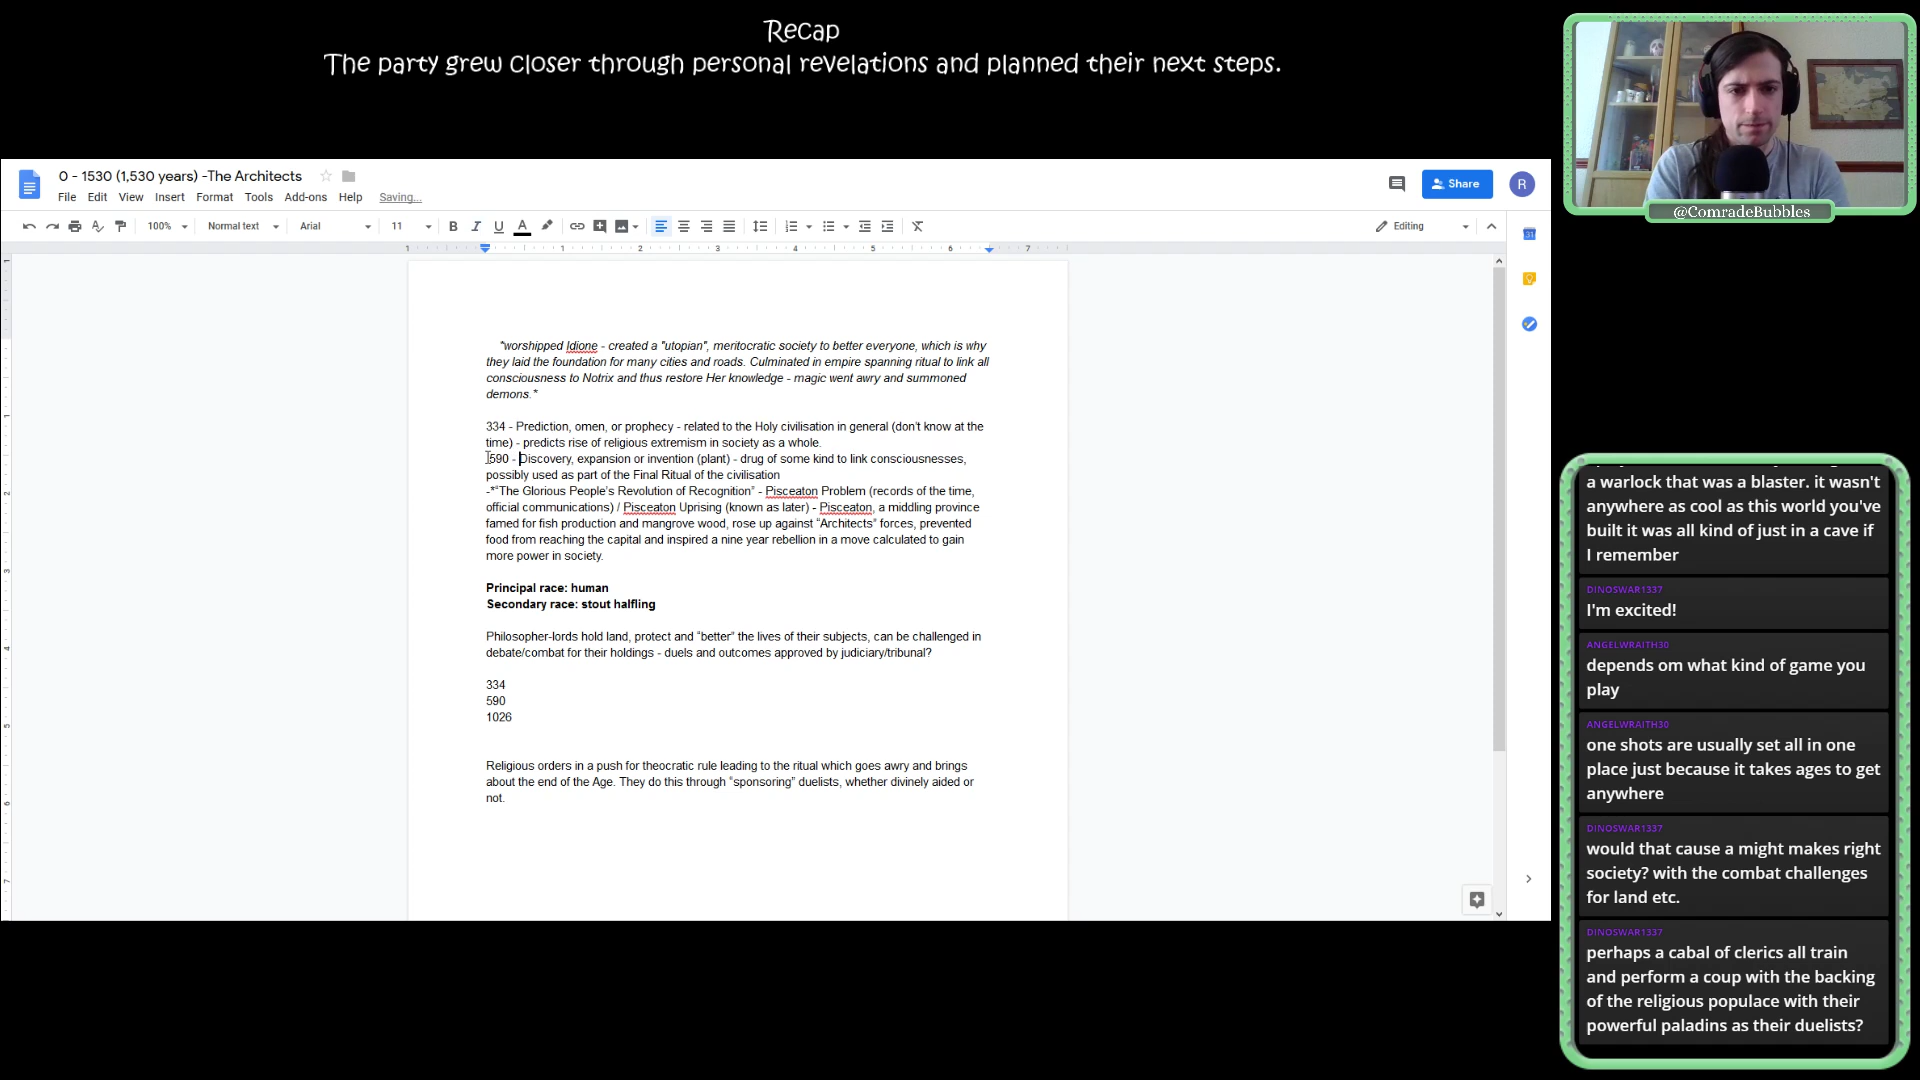 Recap
The party grew closer through personal revelations and planned their next steps.
0 - 1530 (1,530 years) -The Architects
File Edit View Insert Format Tools Add-ons Help Saving...
Share
R
100% Normal text Arial 11 B I U A Editing
1 1 2 3 4 5 6 7
*worshipped Idione - created a "utopian", meritocratic society to better everyone, which is why
they laid the foundation for many cities and roads. Culminated in empire spanning ritual to link all
consciousness to Notrix and thus restore Her knowledge - magic went awry and summoned
demons.*
334 - Prediction, omen, or prophecy - related to the Holy civilisation in general (don't know at the
time) - predicts rise of religious extremism in society as a whole.
590 - Discovery, expansion or invention (plant) - drug of some kind to link consciousnesses,
possibly used as part of the Final Ritual of the civilisation
-*“The Glorious People’s Revolution of Recognition” - Pisceaton Problem (records of the time,
official communications) / Pisceaton Uprising (known as later) - Pisceaton, a middling province
famed for fish production and mangrove wood, rose up against “Architects” forces, prevented
food from reaching the capital and inspired a nine year rebellion in a move calculated to gain
more power in society.
Principal race: human
Secondary race: stout halfling
Philosopher-lords hold land, protect and “better” the lives of their subjects, can be challenged in
debate/combat for their holdings - duels and outcomes approved by judiciary/tribunal?
334
590
1026
Religious orders in a push for theocratic rule leading to the ritual which goes awry and brings
about the end of the Age. They do this through “sponsoring” duelists, whether divinely aided or
not.
@ComradeBubbles
a warlock that was a blaster. it wasn't
anywhere as cool as this world you've
built it was all kind of just in a cave if
I remember
DINOSWAR1337
I'm excited!
ANGELWRAITH30
depends om what kind of game you
play
ANGELWRAITH30
one shots are usually set all in one
place just because it takes ages to get
anywhere
DINOSWAR1337
would that cause a might makes right
society? with the combat challenges
for land etc.
DINOSWAR1337
perhaps a cabal of clerics all train
and perform a coup with the backing
of the religious populace with their
powerful paladins as their duelists?